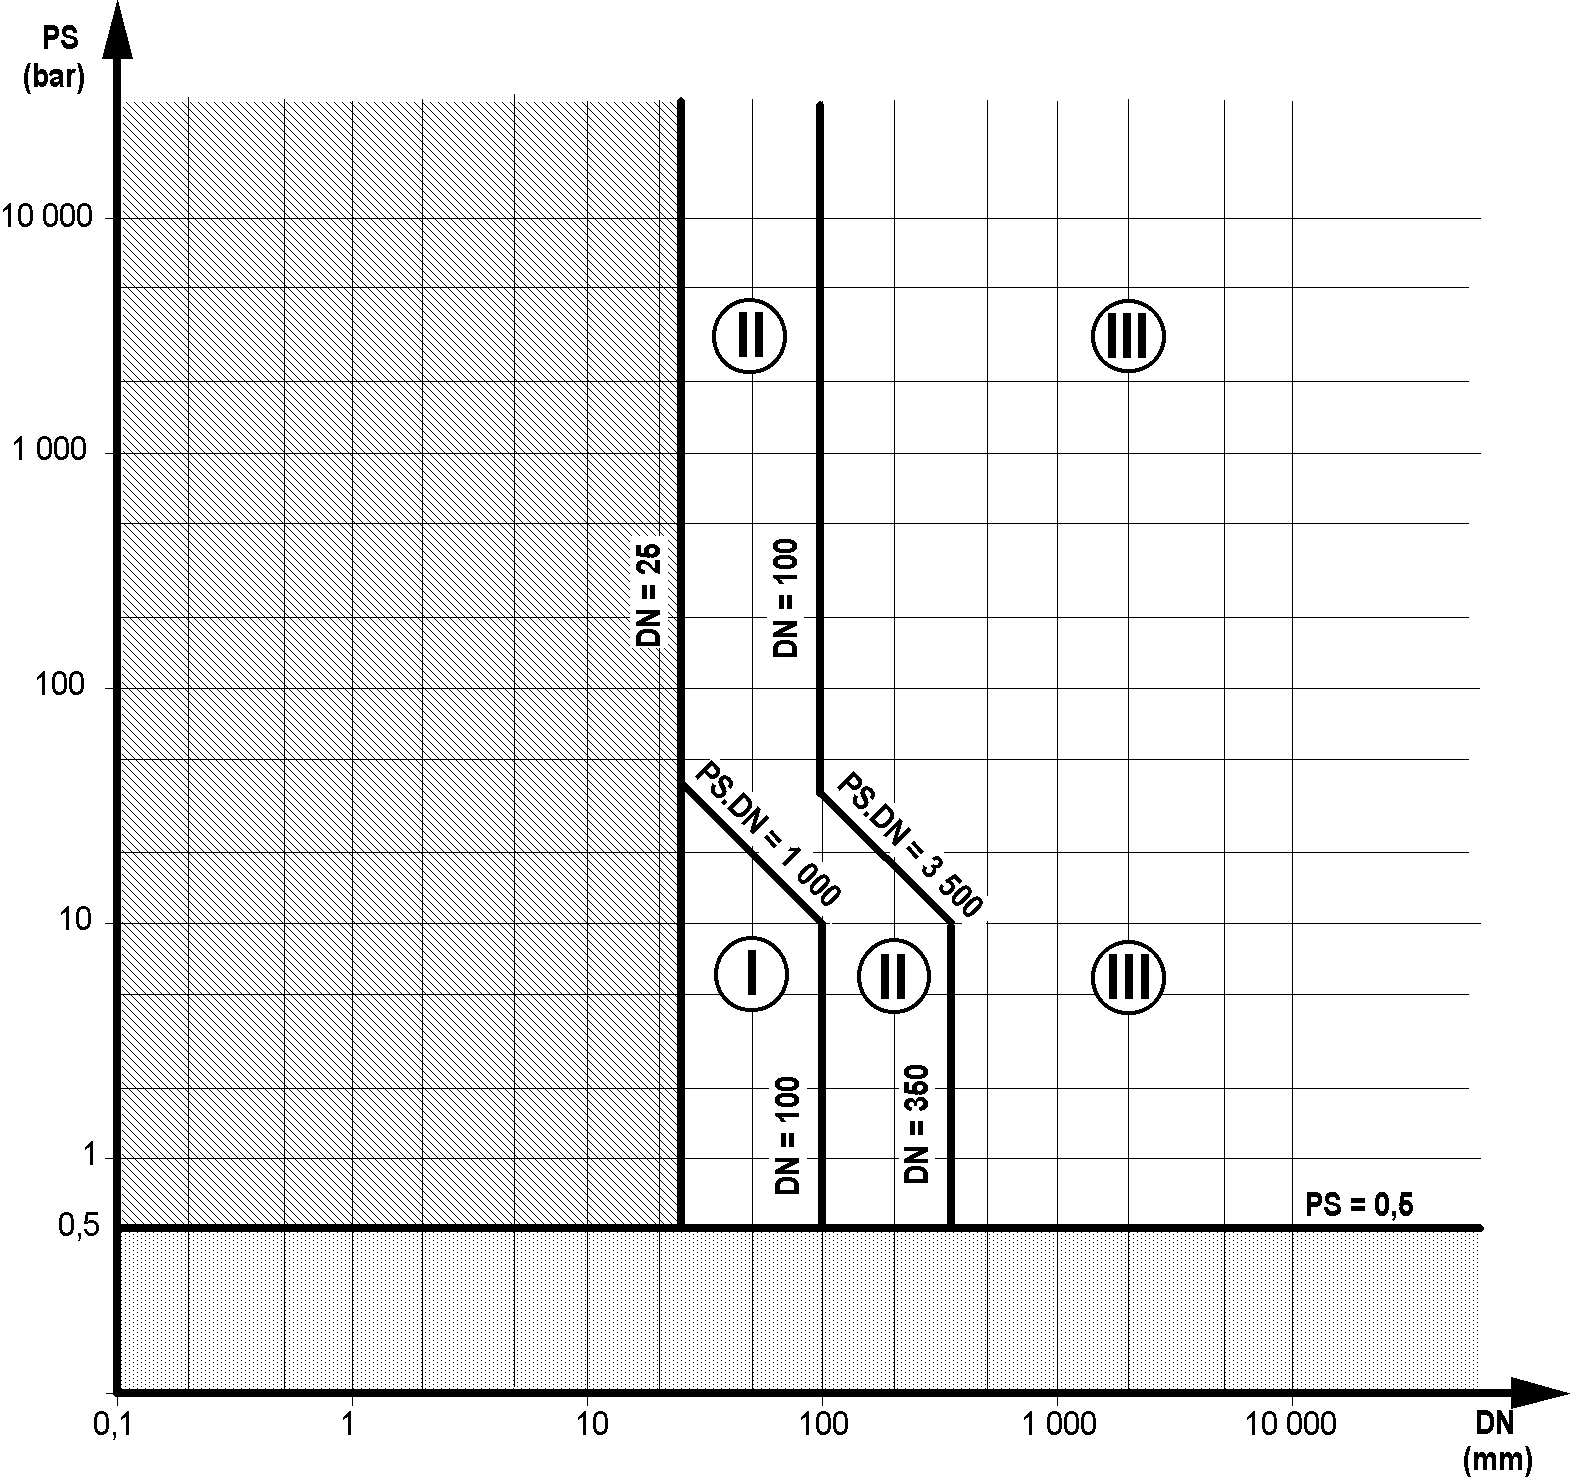 PS
(bar)
10 000
II
III
1 000
DN = 25
DN = 100
100
PS.DN = 1 000
PS.DN = 3 500
10
I
II
III
DN = 100
DN = 350
1
PS = 0,5
0,5
0,1
1
10
100
1 000
10 000
DN
(mm)